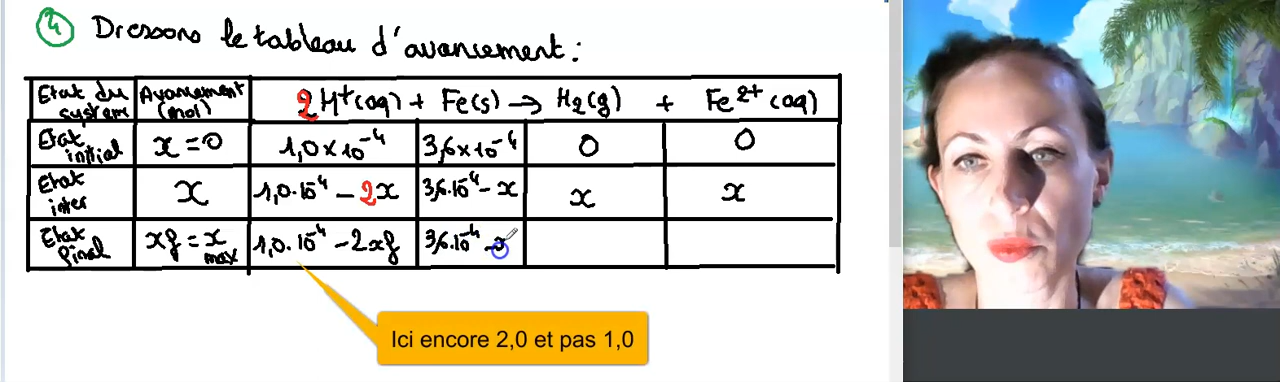 4 Dressons le tableau d'avancement :
Etat du system Avancement (mol) 2H+(aq) + Fe(s) → H2(g) + Fe2+(aq)
Etat initial x = 0 1,0 x 10-4 3,6 x 10-4 0 0
Etat inter x 1,0.10-4 - 2x 3,6.10-4 - x x x
Etat final xf = x max 1,0.10-4 - 2xf 3,6.10-4 - x
Ici encore 2,0 et pas 1,0